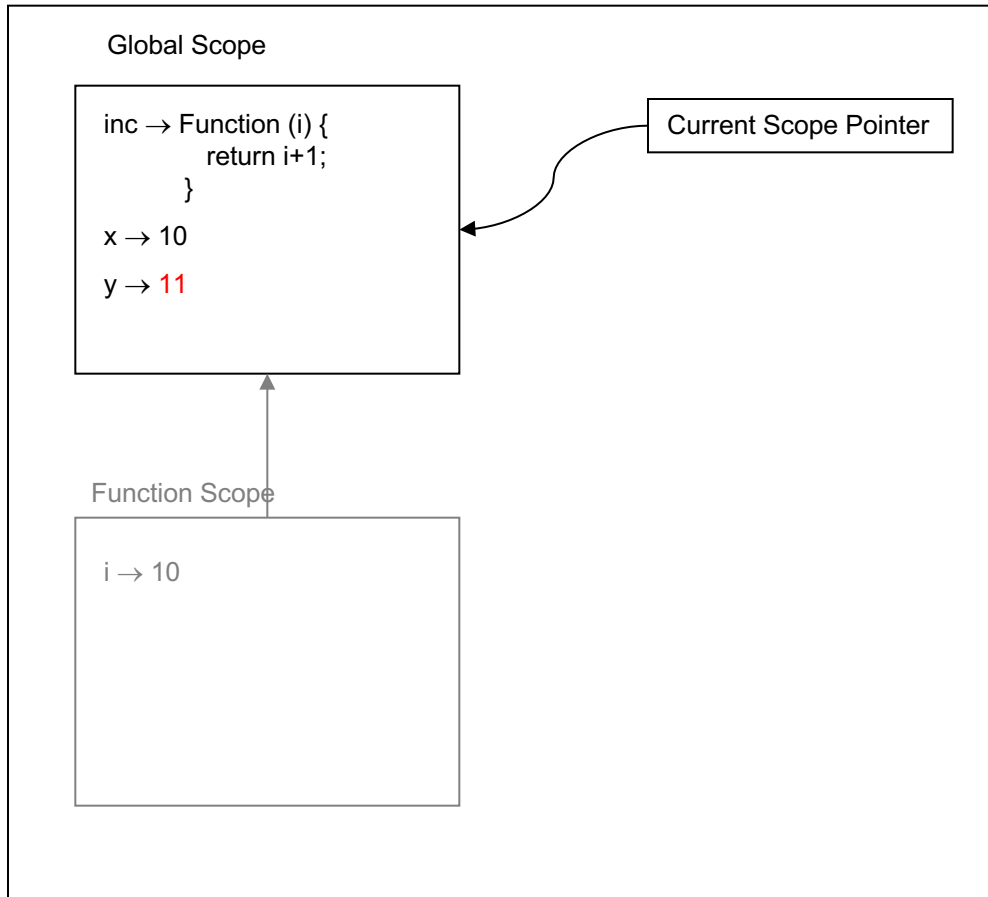 Global Scope
inc → Function (i) {
return i+1;
}
x → 10
y → 11
Current Scope Pointer
Function Scope
i → 10